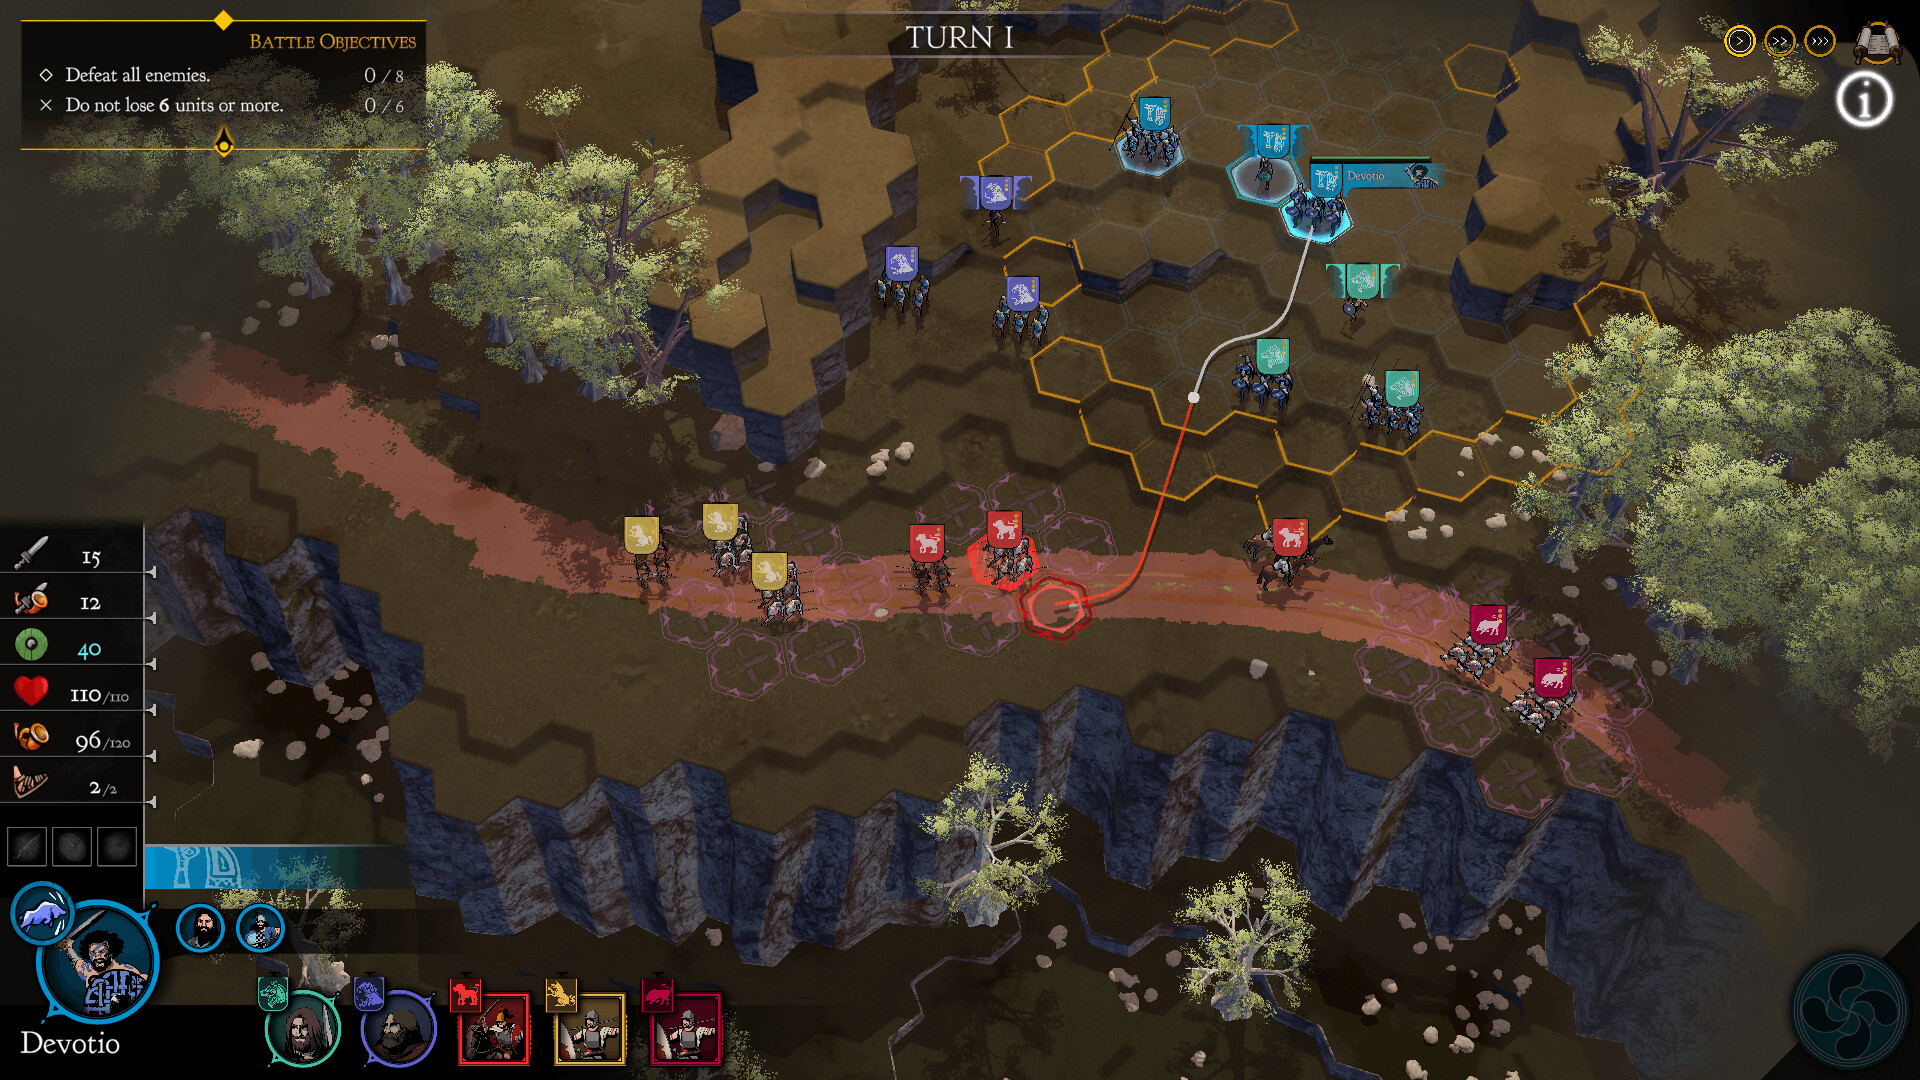 BATTLE OBJECTIVES
Defeat all enemies. 0 / 8
Do not lose 6 units or more. 0 / 6
TURN I
Devotio
15
12
40
110/110
96/120
2/2
Devotio